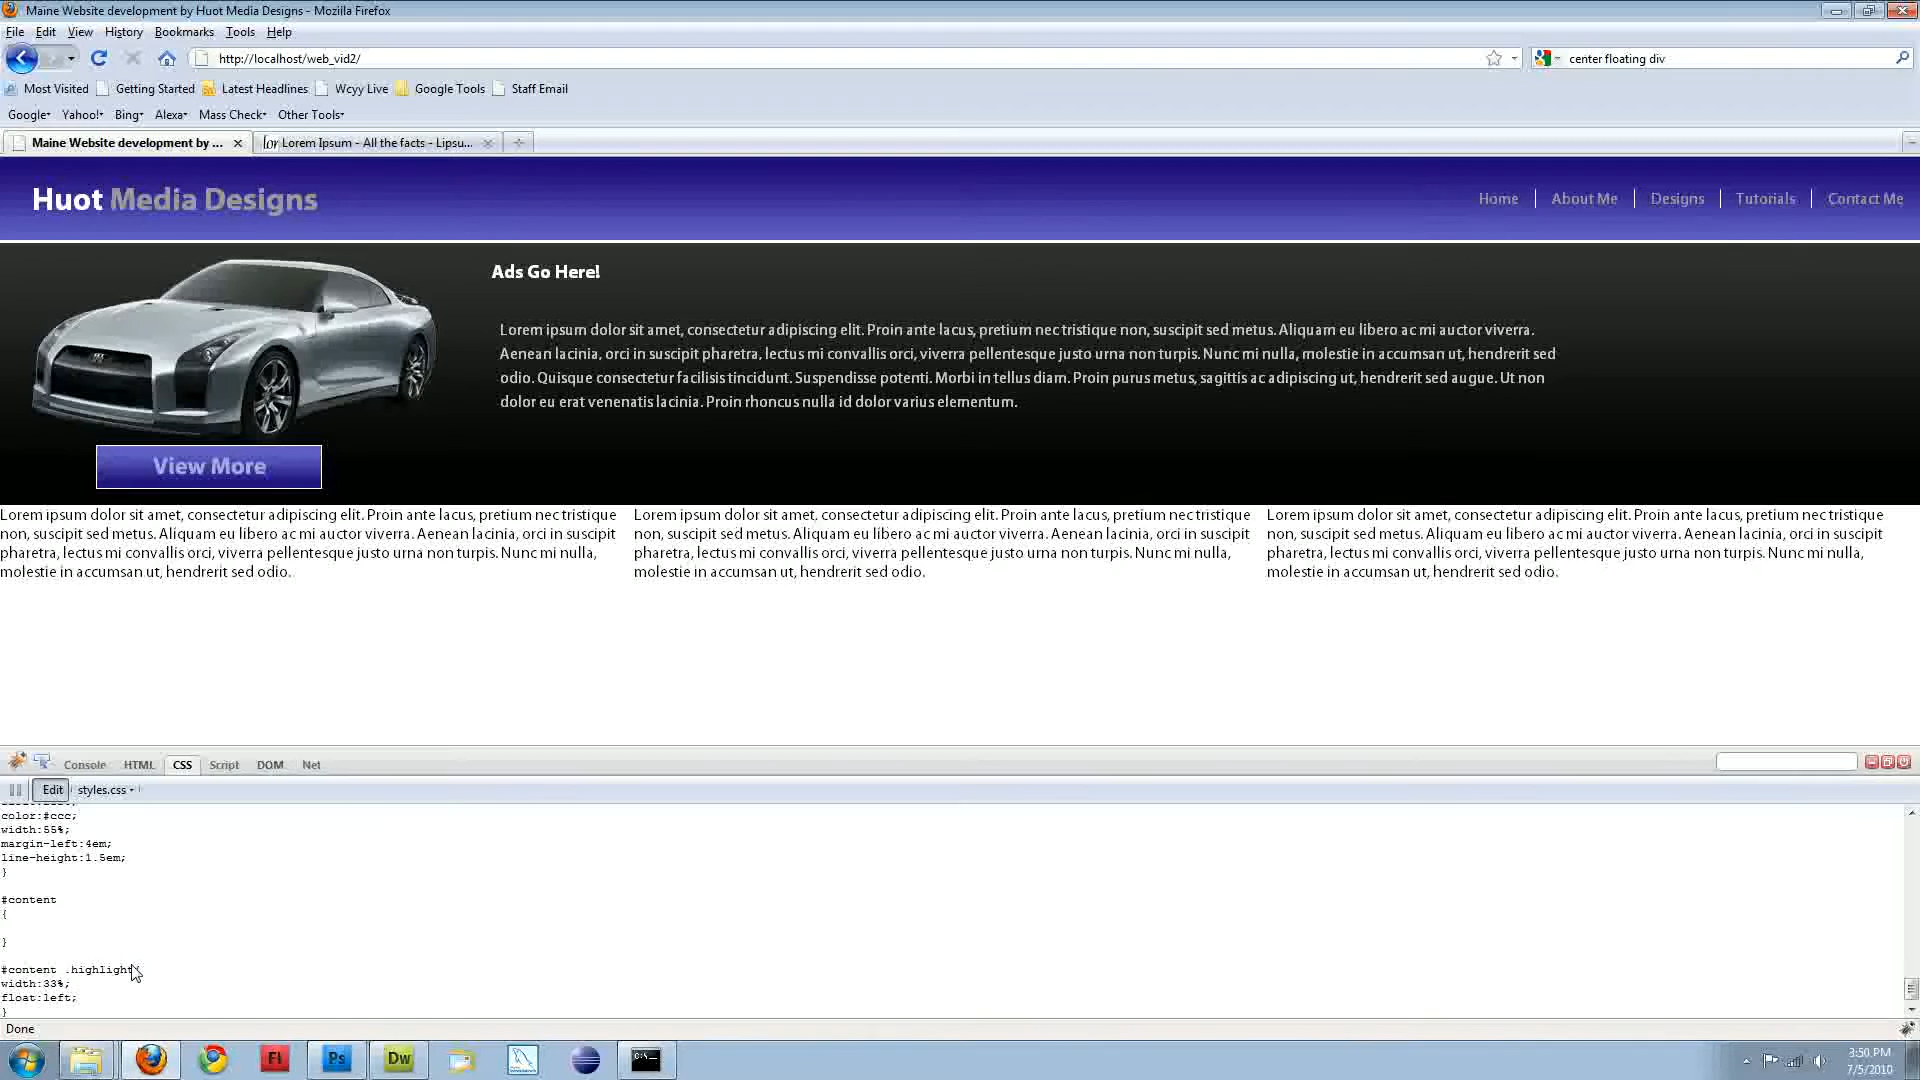 Maine Website development by Huot Media Designs - Mozilla Firefox
File Edit View History Bookmarks Tools Help
http://localhost/web_vid2/
center floating div
Most Visited Getting Started Latest Headlines Wcyy Live Google Tools Staff Email
Google Yahoo! Bing Alexa Mass Check Other Tools
Maine Website development by ...
Lorem Ipsum - All the facts - Lipsu...
Huot Media Designs
Home About Me Designs Tutorials Contact Me
Ads Go Here!
Lorem ipsum dolor sit amet, consectetur adipiscing elit. Proin ante lacus, pretium nec tristique non, suscipit sed metus. Aliquam eu libero ac mi auctor viverra.
Aenean lacinia, orci in suscipit pharetra, lectus mi convallis orci, viverra pellentesque justo urna non turpis. Nunc mi nulla, molestie in accumsan ut, hendrerit sed
odio. Quisque consectetur facilisis tincidunt. Suspendisse potenti. Morbi in tellus diam. Proin purus metus, sagittis ac adipiscing ut, hendrerit sed augue. Ut non
dolor eu erat venenatis lacinia. Proin rhoncus nulla id dolor varius elementum.
View More
Lorem ipsum dolor sit amet, consectetur adipiscing elit. Proin ante lacus, pretium nec tristique
non, suscipit sed metus. Aliquam eu libero ac mi auctor viverra. Aenean lacinia, orci in suscipit
pharetra, lectus mi convallis orci, viverra pellentesque justo urna non turpis. Nunc mi nulla,
molestie in accumsan ut, hendrerit sed odio.
Lorem ipsum dolor sit amet, consectetur adipiscing elit. Proin ante lacus, pretium nec tristique
non, suscipit sed metus. Aliquam eu libero ac mi auctor viverra. Aenean lacinia, orci in suscipit
pharetra, lectus mi convallis orci, viverra pellentesque justo urna non turpis. Nunc mi nulla,
molestie in accumsan ut, hendrerit sed odio.
Lorem ipsum dolor sit amet, consectetur adipiscing elit. Proin ante lacus, pretium nec tristique
non, suscipit sed metus. Aliquam eu libero ac mi auctor viverra. Aenean lacinia, orci in suscipit
pharetra, lectus mi convallis orci, viverra pellentesque justo urna non turpis. Nunc mi nulla,
molestie in accumsan ut, hendrerit sed odio.
Console HTML CSS Script DOM Net
Edit styles.css
color:#ccc;
width:55%;
margin-left:4em;
line-height:1.5em;
}
#content
{
}
#content .highlight
width:33%;
float:left;
}
Done
Fl Ps Dw
3:50 PM
7/5/2010